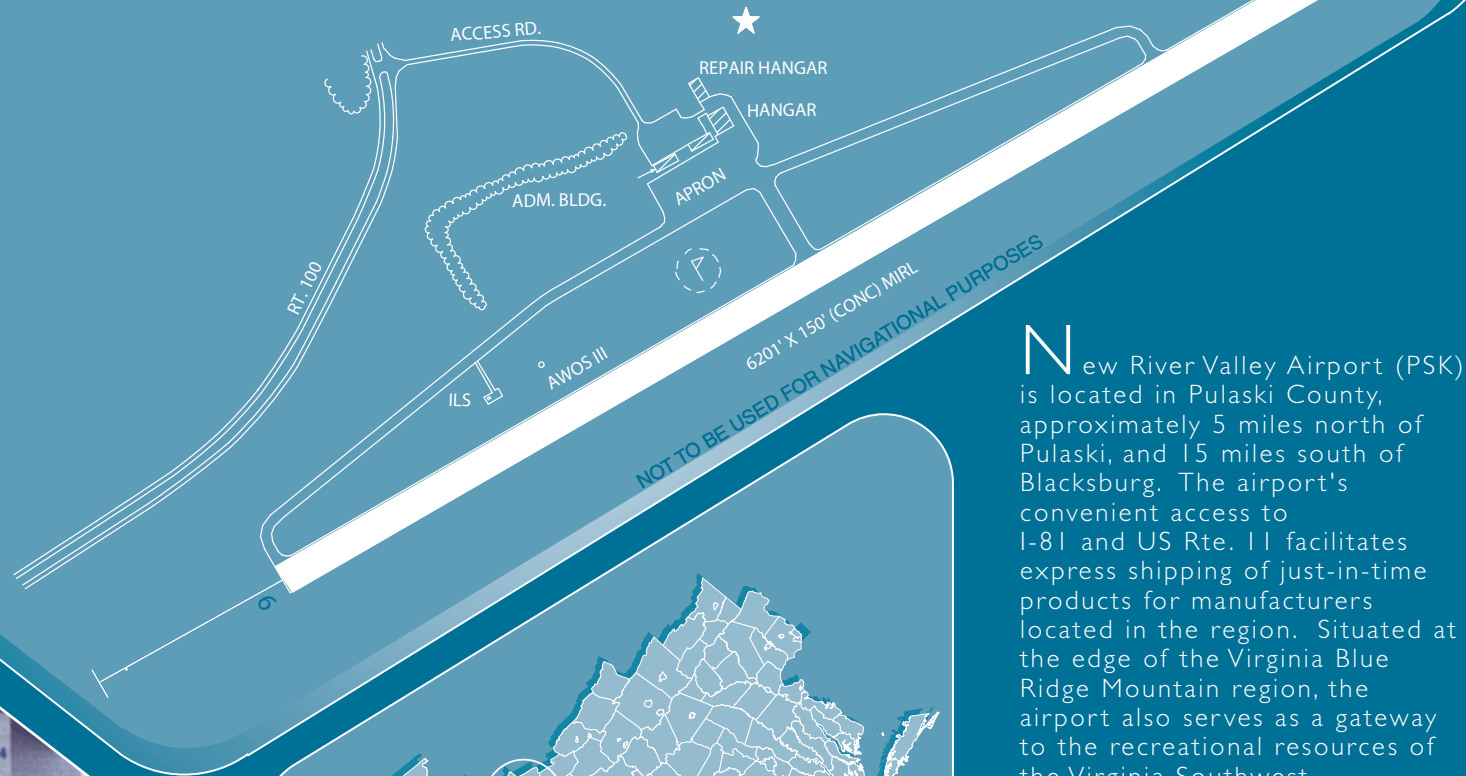 ACCESS RD.
REPAIR HANGAR
HANGAR
ADM. BLDG.
APRON
RT. 100
6201' X 150' (CONC) MIRL
NOT TO BE USED FOR NAVIGATIONAL PURPOSES
AWOS III
ILS
6
New River Valley Airport (PSK)
is located in Pulaski County,
approximately 5 miles north of
Pulaski, and 15 miles south of
Blacksburg. The airport's
convenient access to
I-81 and US Rte. 11 facilitates
express shipping of just-in-time
products for manufacturers
located in the region. Situated at
the edge of the Virginia Blue
Ridge Mountain region, the
airport also serves as a gateway
to the recreational resources of
the Virginia Southwest